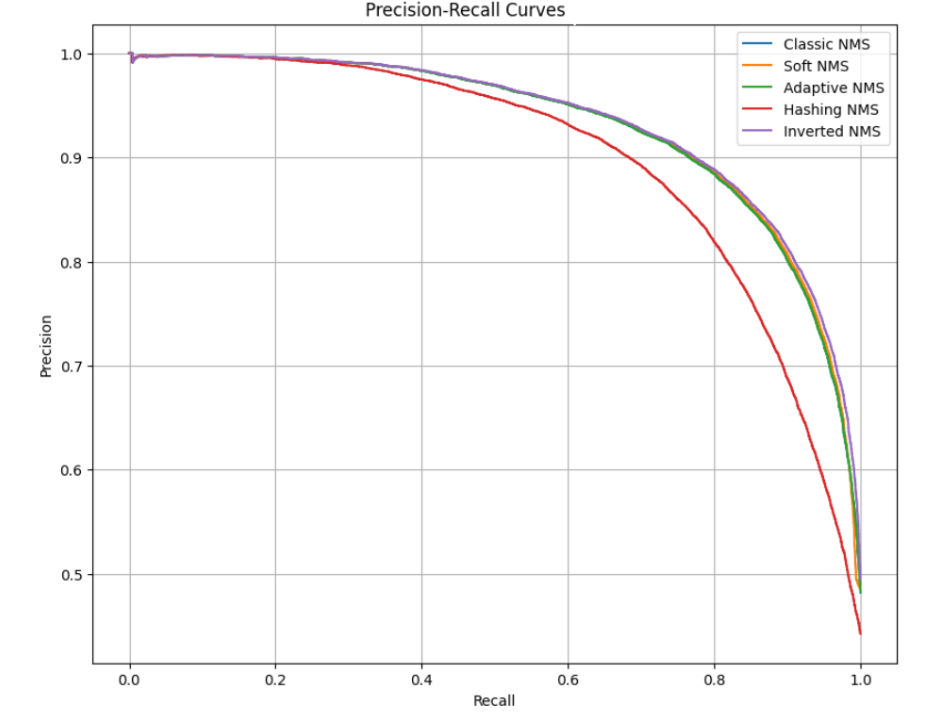 Precision-Recall Curves
1.0
0.9
0.8
0.7
0.6
0.5
Precision
Classic NMS
Soft NMS
Adaptive NMS
Hashing NMS
Inverted NMS
0.0 0.2 0.4 0.6 0.8 1.0
Recall